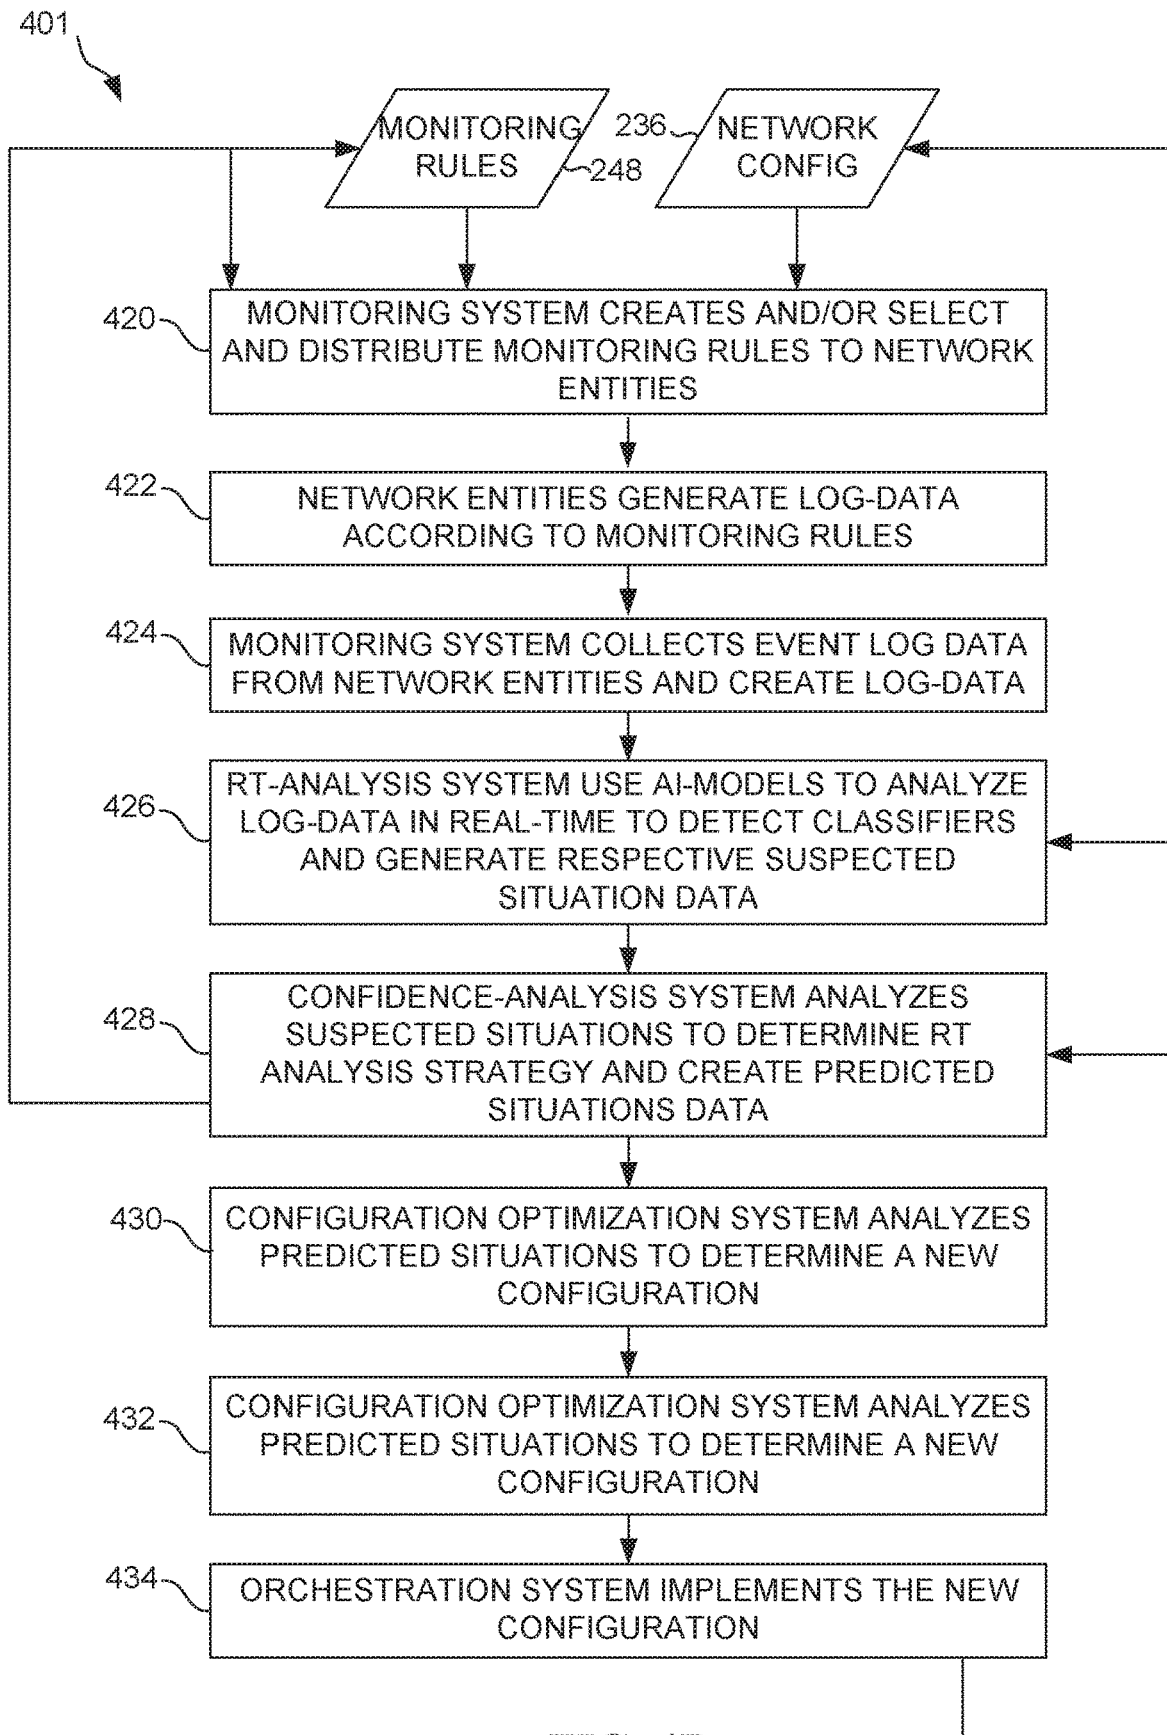 401
MONITORING
RULES
248
236
NETWORK
CONFIG
420
MONITORING SYSTEM CREATES AND/OR SELECT
AND DISTRIBUTE MONITORING RULES TO NETWORK
ENTITIES
422
NETWORK ENTITIES GENERATE LOG-DATA
ACCORDING TO MONITORING RULES
424
MONITORING SYSTEM COLLECTS EVENT LOG DATA
FROM NETWORK ENTITIES AND CREATE LOG-DATA
426
RT-ANALYSIS SYSTEM USE AI-MODELS TO ANALYZE
LOG-DATA IN REAL-TIME TO DETECT CLASSIFIERS
AND GENERATE RESPECTIVE SUSPECTED
SITUATION DATA
428
CONFIDENCE-ANALYSIS SYSTEM ANALYZES
SUSPECTED SITUATIONS TO DETERMINE RT
ANALYSIS STRATEGY AND CREATE PREDICTED
SITUATIONS DATA
430
CONFIGURATION OPTIMIZATION SYSTEM ANALYZES
PREDICTED SITUATIONS TO DETERMINE A NEW
CONFIGURATION
432
CONFIGURATION OPTIMIZATION SYSTEM ANALYZES
PREDICTED SITUATIONS TO DETERMINE A NEW
CONFIGURATION
434
ORCHESTRATION SYSTEM IMPLEMENTS THE NEW
CONFIGURATION